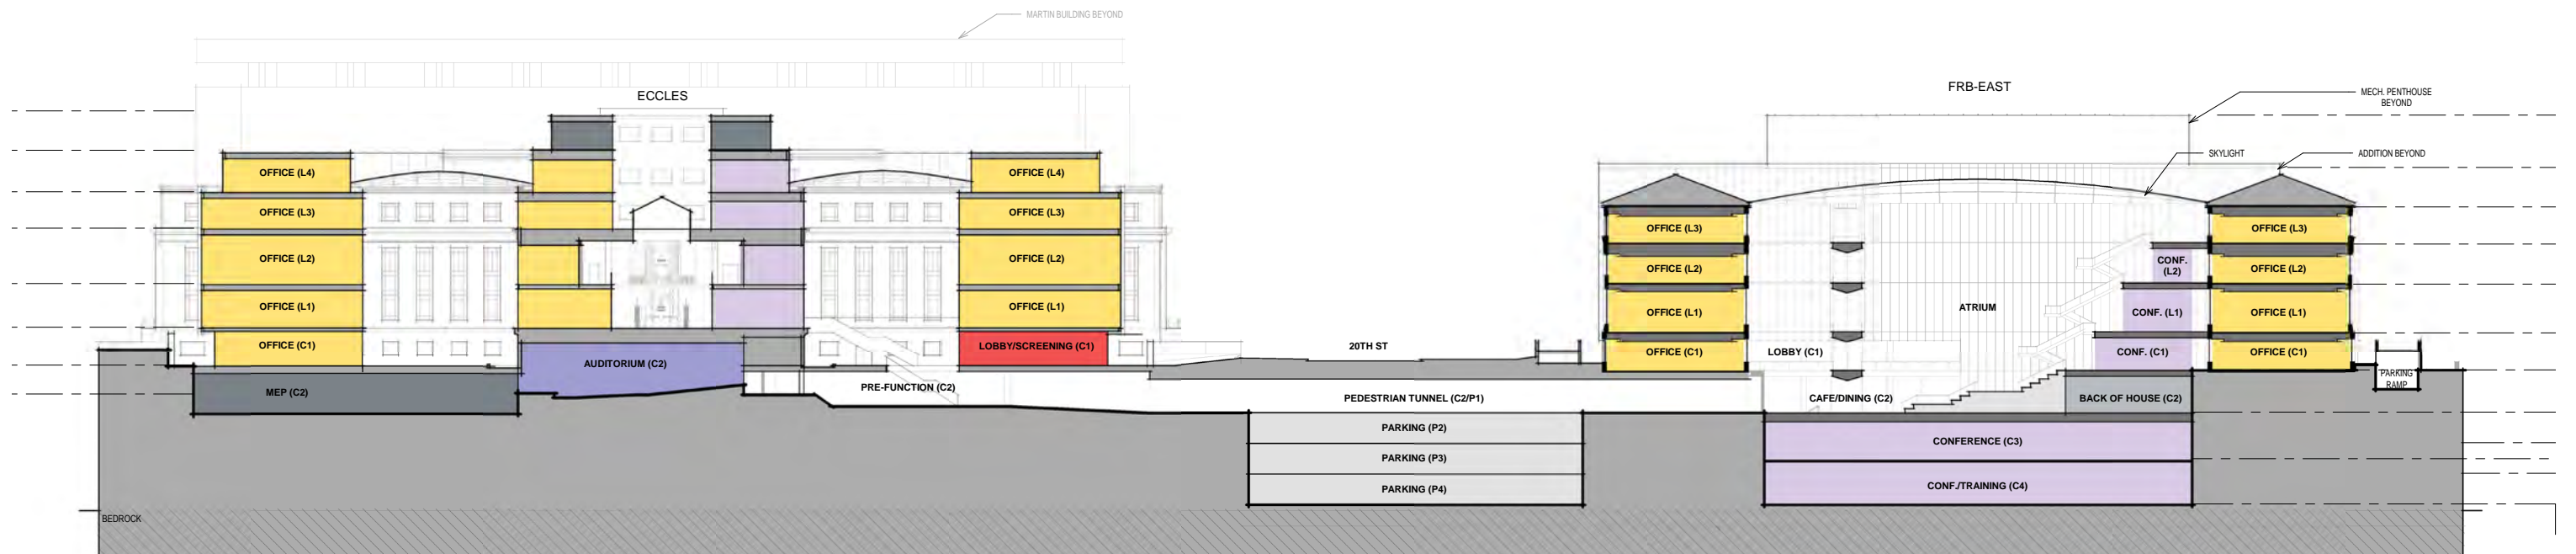 MARTIN BUILDING BEYOND
ECCLES
FRB-EAST
MECH. PENTHOUSE
BEYOND
SKYLIGHT
ADDITION BEYOND
OFFICE (L4)
OFFICE (L4)
OFFICE (L3)
OFFICE (L3)
OFFICE (L3)
OFFICE (L3)
OFFICE (L2)
OFFICE (L2)
OFFICE (L2)
CONF.
(L2)
OFFICE (L2)
OFFICE (L1)
OFFICE (L1)
OFFICE (L1)
ATRIUM
CONF. (L1)
OFFICE (L1)
OFFICE (C1)
LOBBY/SCREENING (C1)
20TH ST
OFFICE (C1)
LOBBY (C1)
CONF. (C1)
OFFICE (C1)
AUDITORIUM (C2)
PARKING
RAMP
MEP (C2)
PRE-FUNCTION (C2)
PEDESTRIAN TUNNEL (C2/P1)
CAFE/DINING (C2)
BACK OF HOUSE (C2)
PARKING (P2)
CONFERENCE (C3)
PARKING (P3)
PARKING (P4)
CONF./TRAINING (C4)
BEDROCK